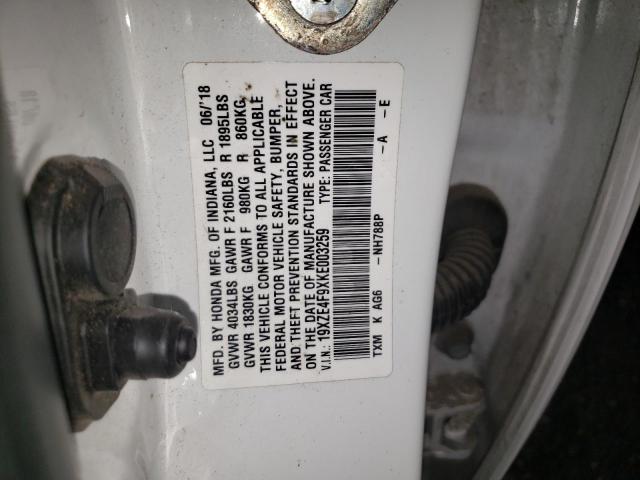 MFD. BY HONDA MFG. OF INDIANA, LLC 06/'18
GVWR 4034LBS GAWR F 2160LBS R 1895LBS
GVWR 1830KG GAWR F 980KG R 860KG
THIS VEHICLE CONFORMS TO ALL APPLICABLE
FEDERAL MOTOR VEHICLE SAFETY, BUMPER,
AND THEFT PREVENTION STANDARDS IN EFFECT
ON THE DATE OF MANUFACTURE SHOWN ABOVE.
V.I.N.: 19XZE4F9XKE003259 TYPE: PASSENGER CAR
TXM K AG6 -NH788P -A -E